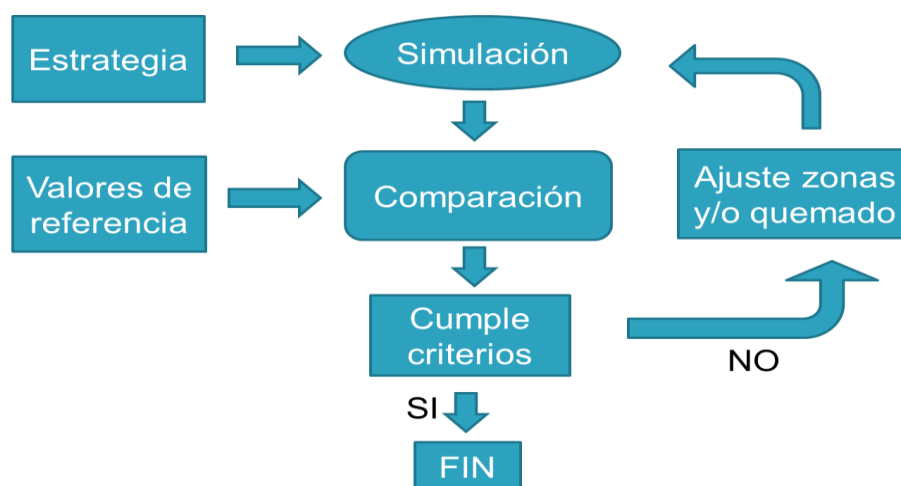 Estrategia
Simulación
Valores de
referencia
Comparación
Ajuste zonas
y/o quemado
Cumple
criterios
NO
SI
FIN